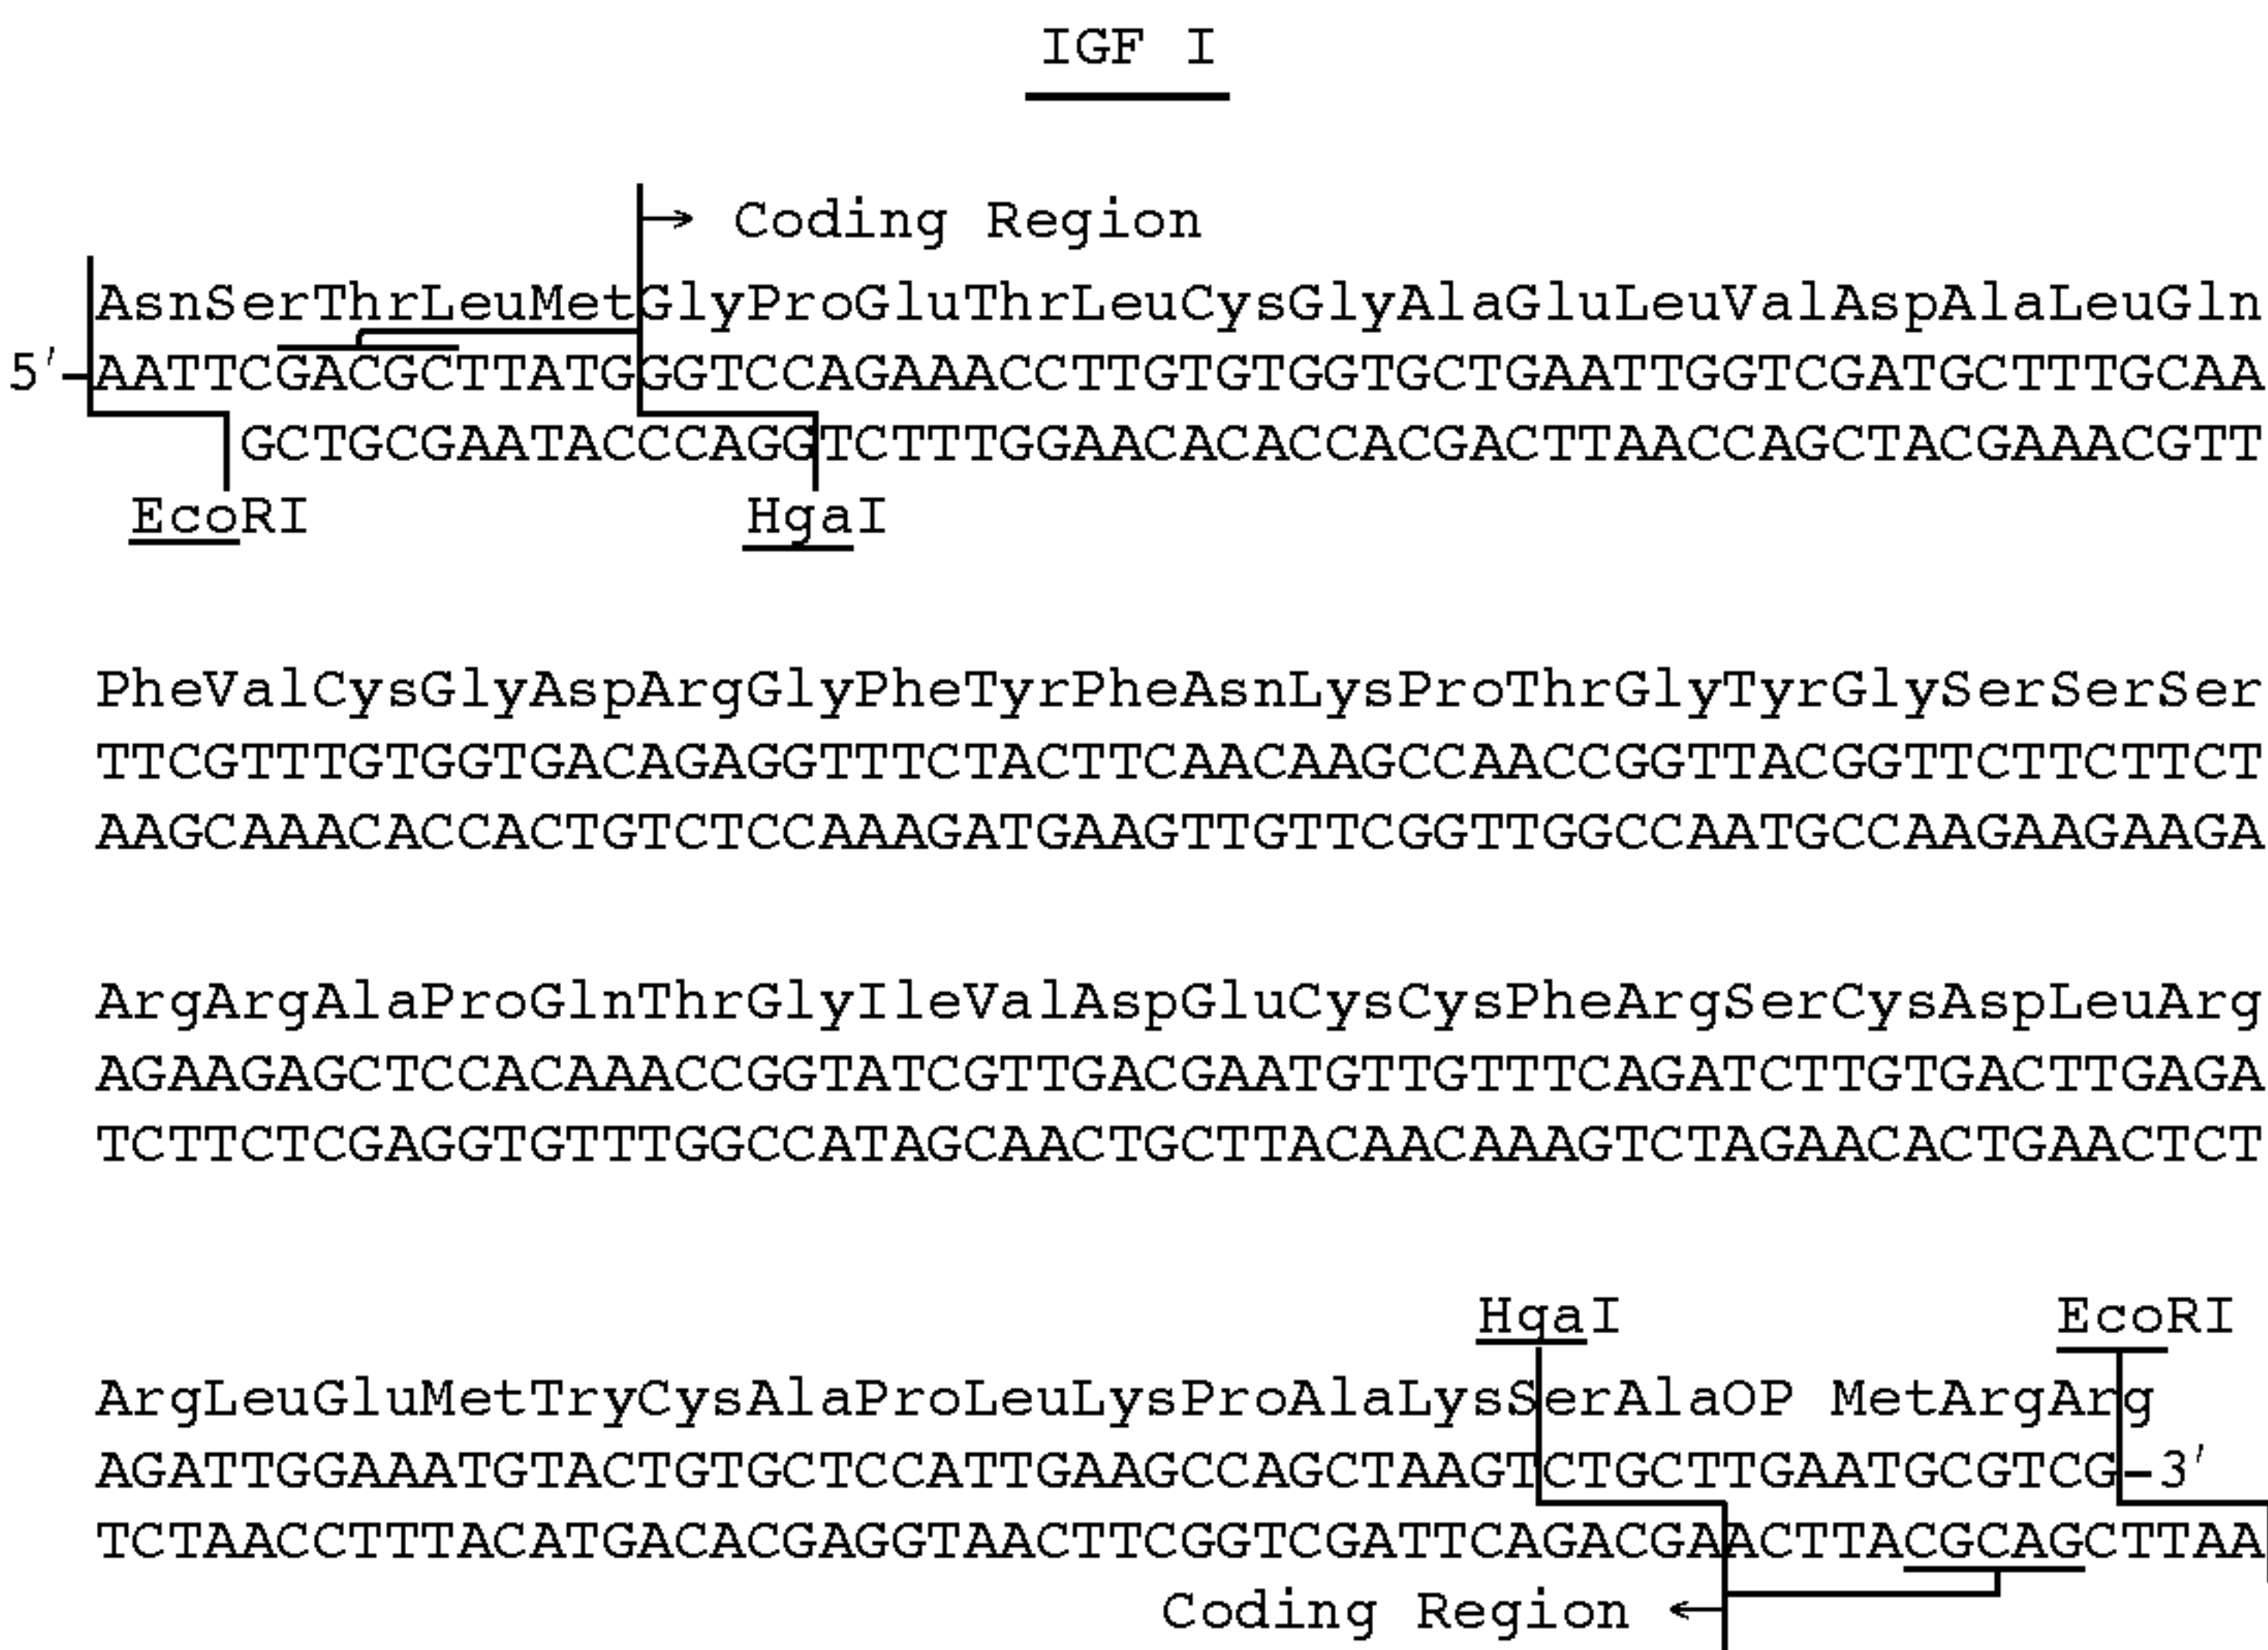 IGF I
Coding Region
AsnSerThrLeuMetGlyProGluThrLeuCysGlyAlaGluLeuValAspAlaLeuGln
5'-AATTCGACGCTTATGGGTCCAGAAACCTTGTGTGGTGCTGAATTGGTCGATGCTTTGCAA
GCTGCGAATACCCAGGTCTTTGGAACACACCACGACTTAACCAGCTACGAAACGTT
EcoRI HgaI
PheValCysGlyAspArgGlyPheTyrPheAsnLysProThrGlyTyrGlySerSerSer
TTCGTTTGTGGTGACAGAGGTTTCTACTTCAACAAGCCAACCGGTTACGGTTCTTCTTCT
AAGCAAACACCACTGTCTCCAAAGATGAAGTTGTTCGGTTGGCCAATGCCAAGAAGAAGA
ArgArgAlaProGlnThrGlyIleValAspGluCysCysPheArgSerCysAspLeuArg
AGAAGAGCTCCACAAACCGGTATCGTTGACGAATGTTGTTTCAGATCTTGTGACTTGAGA
TCTTCTCGAGGTGTTTGGCCATAGCAACTGCTTACAACAAAGTCTAGAACACTGAACTCT
HgaI EcoRI
ArgLeuGluMetTryCysAlaProLeuLysProAlaLysSerAlaOP MetArgArg
AGATTGGAAATGTACTGTGCTCCATTGAAGCCAGCTAAGTCTGCTTGAATGCGTCG-3'
TCTAACCTTTACATGACACGAGGTAACTTCGGTCGATTCAGACGAACTTACGCAGCTTAA
Coding Region